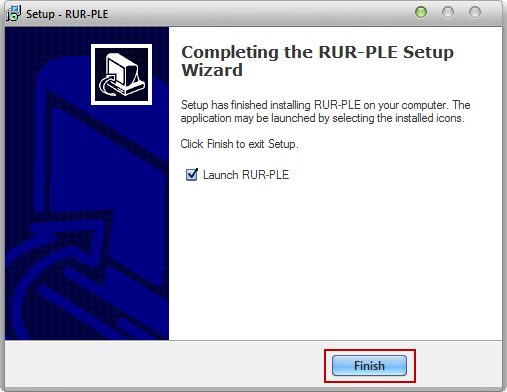 Setup - RUR-PLE
Completing the RUR-PLE Setup
Wizard
Setup has finished installing RUR-PLE on your computer. The
application may be launched by selecting the installed icons.
Click Finish to exit Setup.
Launch RUR-PLE
Finish